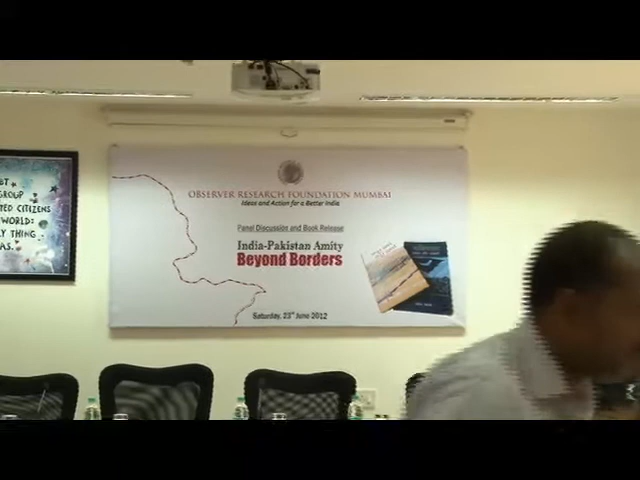 OBSERVER RESEARCH FOUNDATION MUMBAI
Ideas and Action for a Better India
Panel Discussion and Book Release
India-Pakistan Amity
Beyond Borders
Saturday, 23rd June 2012
GROUP
CITIZENS
WORLD:
THING